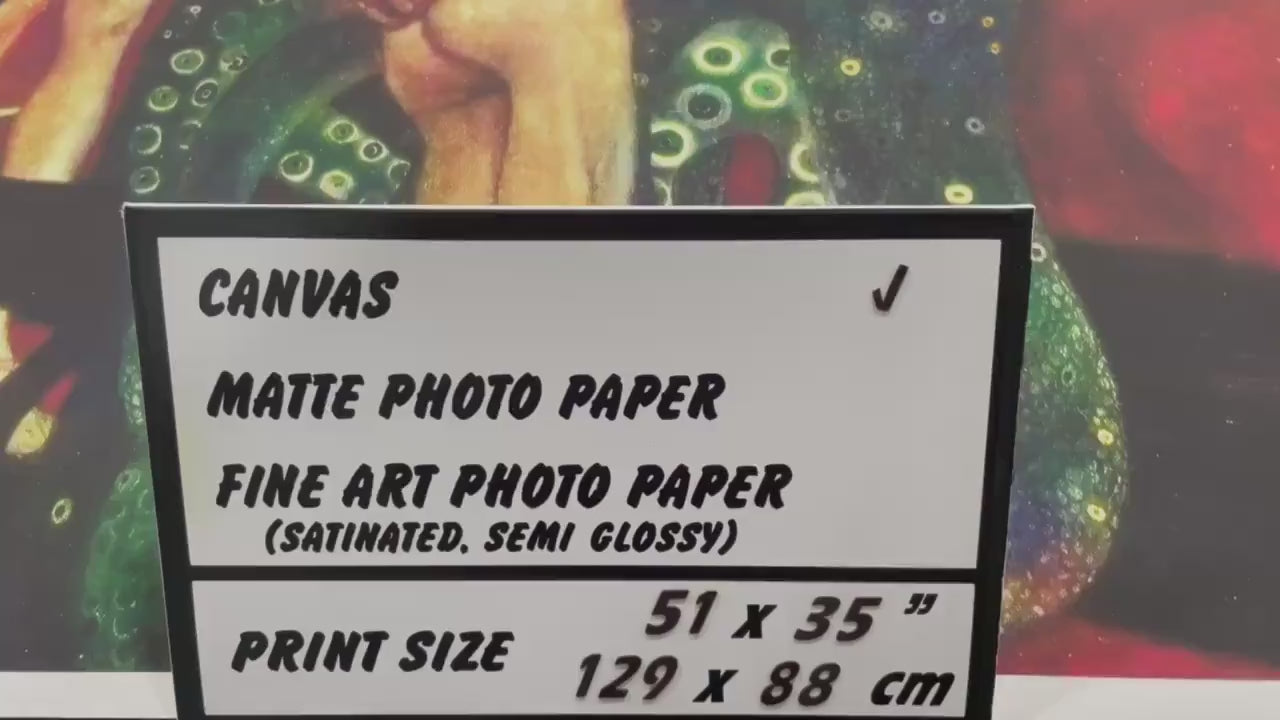 CANVAS ✓
MATTE PHOTO PAPER
FINE ART PHOTO PAPER
(SATINATED, SEMI GLOSSY)
PRINT SIZE
51 x 35 ”
129 x 88 cm